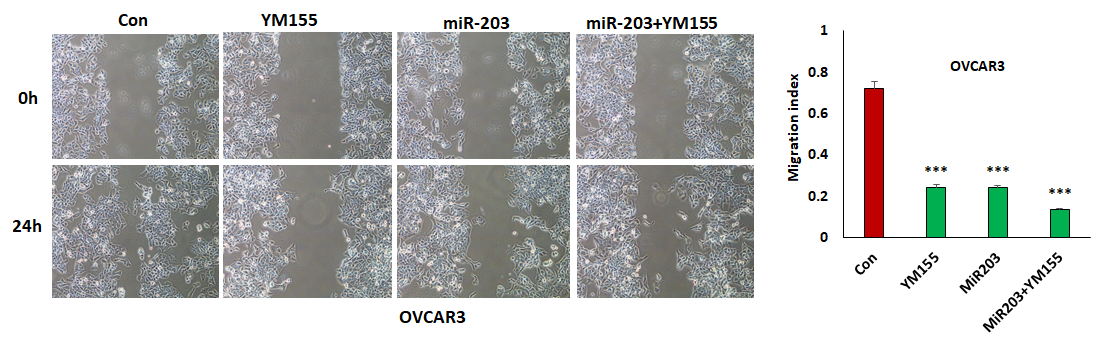 Con YM155 miR-203 miR-203+YM155
0h
24h
OVCAR3
1
0.8
0.6
0.4
0.2
0
Migration index
OVCAR3
***
***
***
Con
YM155
MiR203
MiR203+YM155